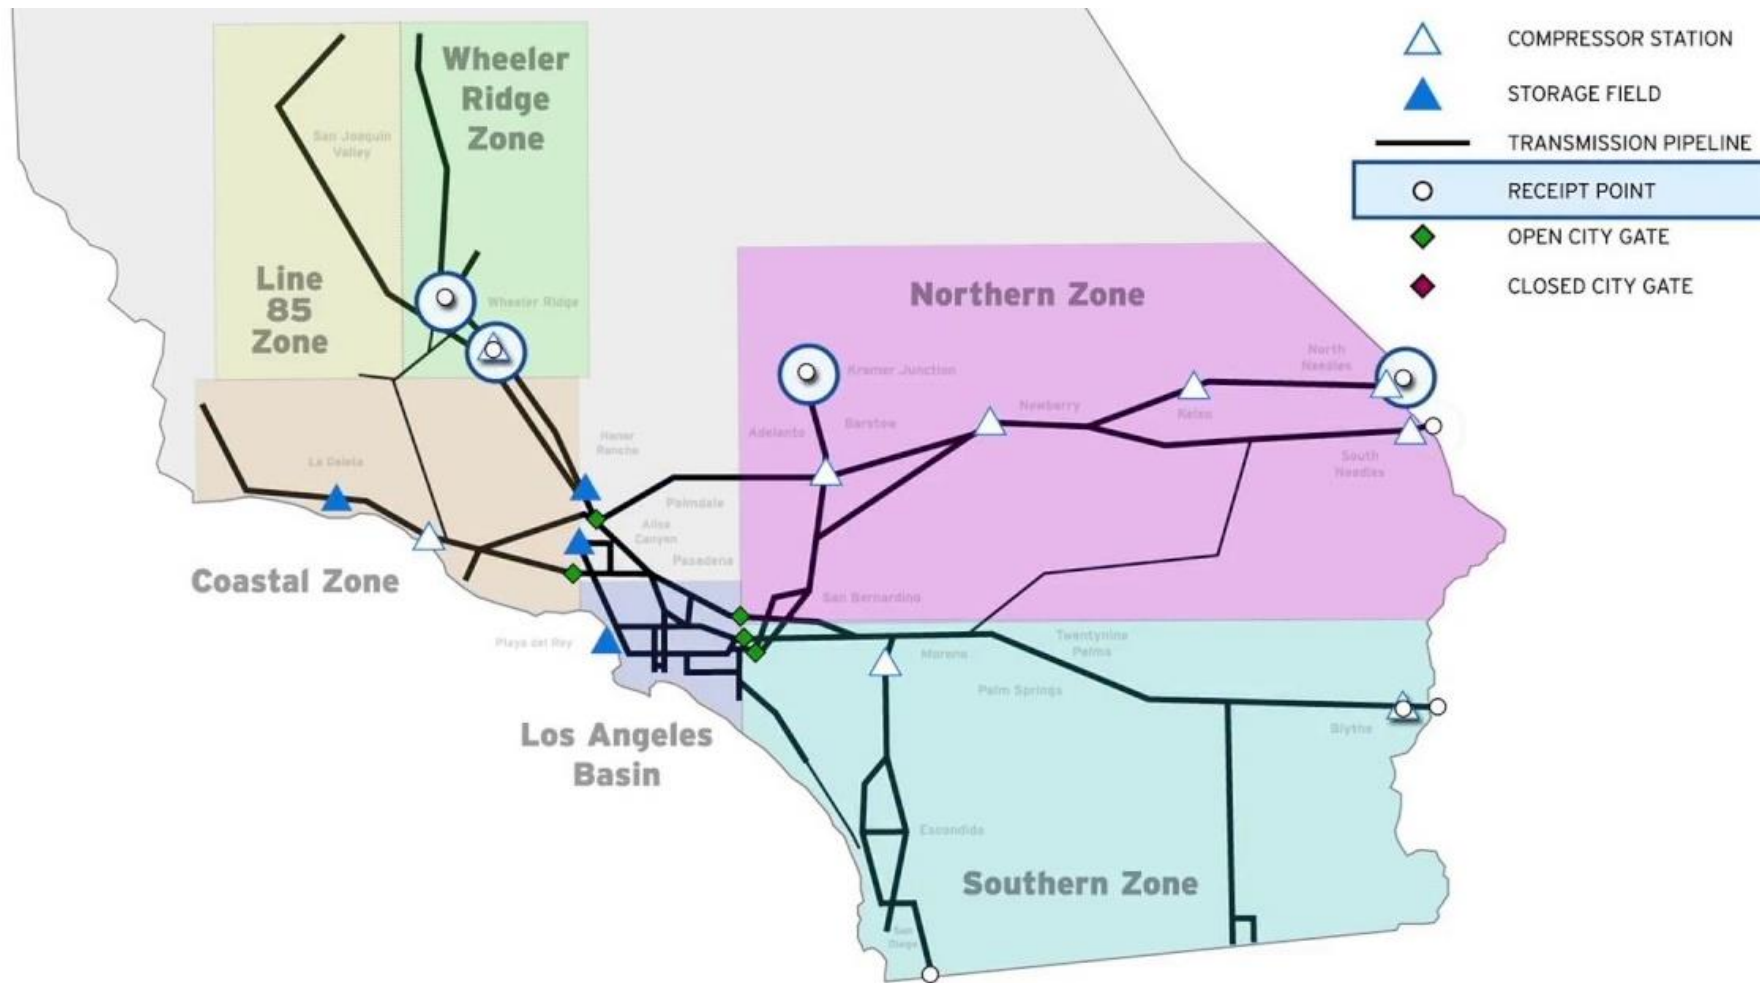 COMPRESSOR STATION
STORAGE FIELD
TRANSMISSION PIPELINE
RECEIPT POINT
OPEN CITY GATE
CLOSED CITY GATE
Wheeler
Ridge
Zone
San Joaquin
Valley
Line
85
Zone
Wheeler Ridge
Northern Zone
North
Needles
Kramer Junction
Newberry
Kelso
Adelanto
Barstow
Honor
Rancho
La Goleta
South
Needles
Palmdale
Aliso
Canyon
Pasadena
Coastal Zone
San Bernardino
Playa del Rey
Twentynine
Palms
Moreno
Palm Springs
Blythe
Los Angeles
Basin
Escondido
Southern Zone
San
Diego